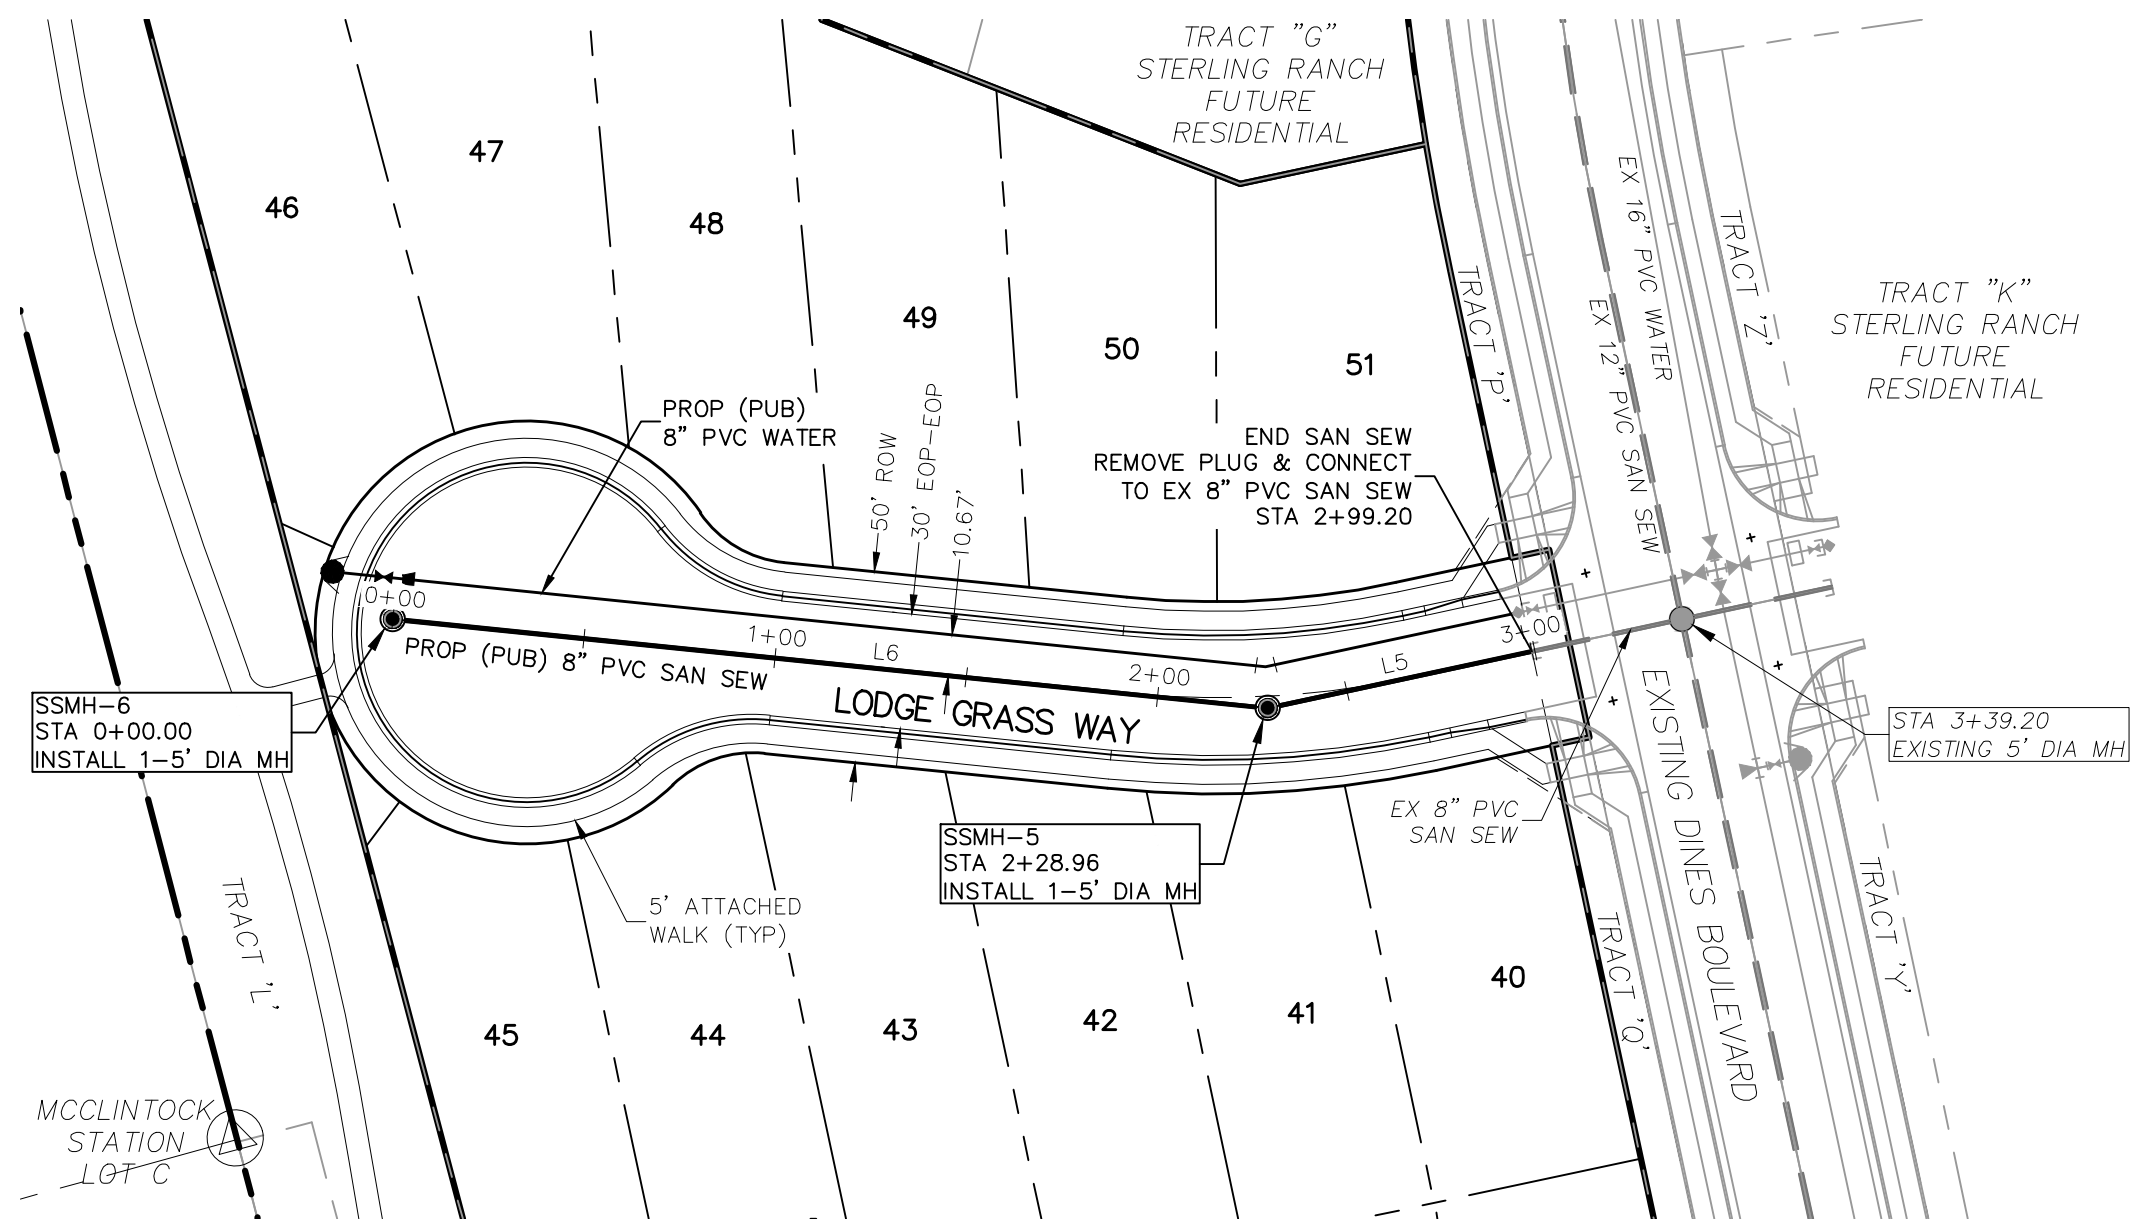 TRACT "G"
STERLING RANCH
FUTURE
RESIDENTIAL
47
46
48
49
50
51
EX 16" PVC WATER
EX 12" PVC SAN SEW
TRACT 'P'
TRACT 'Z'
TRACT "K"
STERLING RANCH
FUTURE
RESIDENTIAL
PROP (PUB)
8" PVC WATER
50' ROW
30' EOP-EOP
10.67'
END SAN SEW
REMOVE PLUG & CONNECT
TO EX 8" PVC SAN SEW
STA 2+99.20
0+00
1+00
L6
2+00
L5
3+00
PROP (PUB) 8" PVC SAN SEW
LODGE GRASS WAY
SSMH-6
STA 0+00.00
INSTALL 1-5' DIA MH
STA 3+39.20
EXISTING 5' DIA MH
EX 8" PVC
SAN SEW
SSMH-5
STA 2+28.96
INSTALL 1-5' DIA MH
EXISTING DINES BOULEVARD
5' ATTACHED
WALK (TYP)
TRACT 'L'
TRACT 'Q'
TRACT 'Y'
45
44
43
42
41
40
MCCLINTOCK
STATION
LOT C